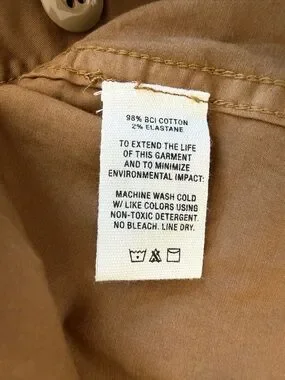 98% BCI COTTON
2% ELASTANE
TO EXTEND THE LIFE
OF THIS GARMENT
AND TO MINIMIZE
ENVIRONMENTAL IMPACT:
MACHINE WASH COLD
W/ LIKE COLORS USING
NON-TOXIC DETERGENT.
NO BLEACH. LINE DRY.